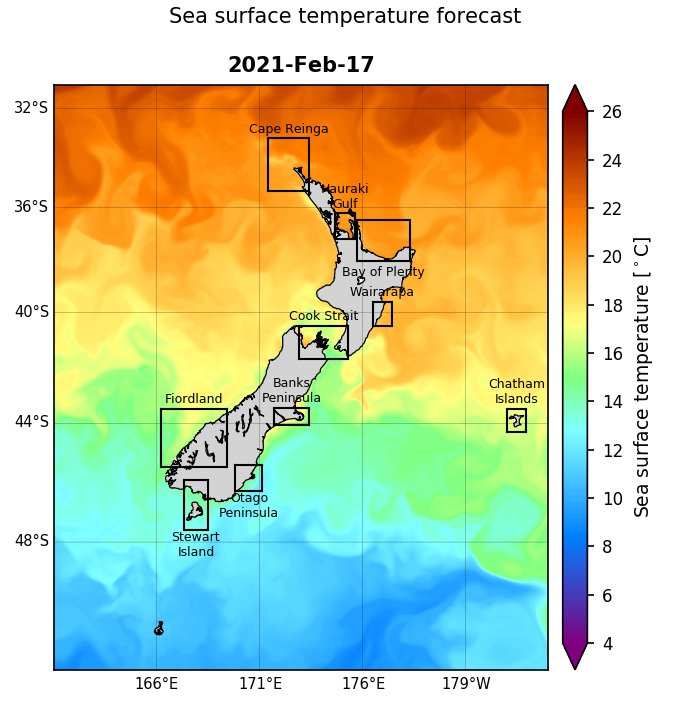 Sea surface temperature forecast
2021-Feb-17
32°S
36°S
40°S
44°S
48°S
166°E
171°E
176°E
179°W
Cape Reinga
Hauraki
Gulf
Bay of Plenty
Wairarapa
Cook Strait
Banks
Peninsula
Fiordland
Chatham
Islands
Otago
Peninsula
Stewart
Island
26
24
22
20
18
16
14
12
10
8
6
4
Sea surface temperature [°C]